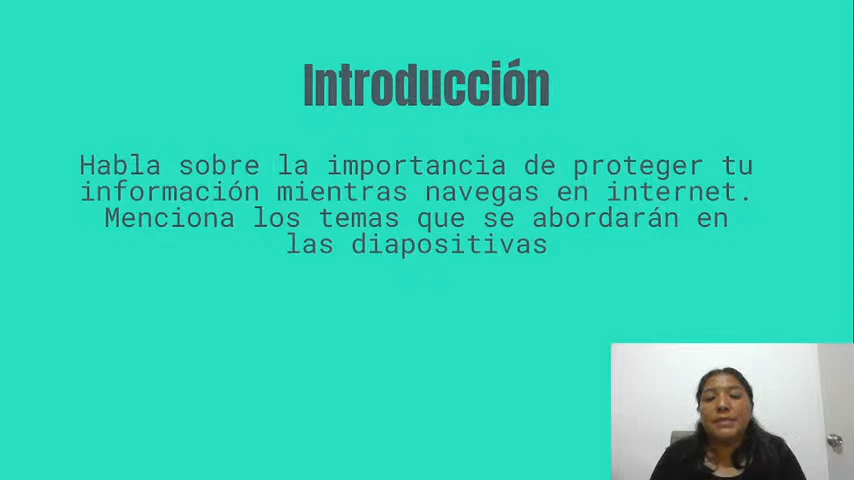 Introducción
Habla sobre la importancia de proteger tu
información mientras navegas en internet.
Menciona los temas que se abordarán en
las diapositivas